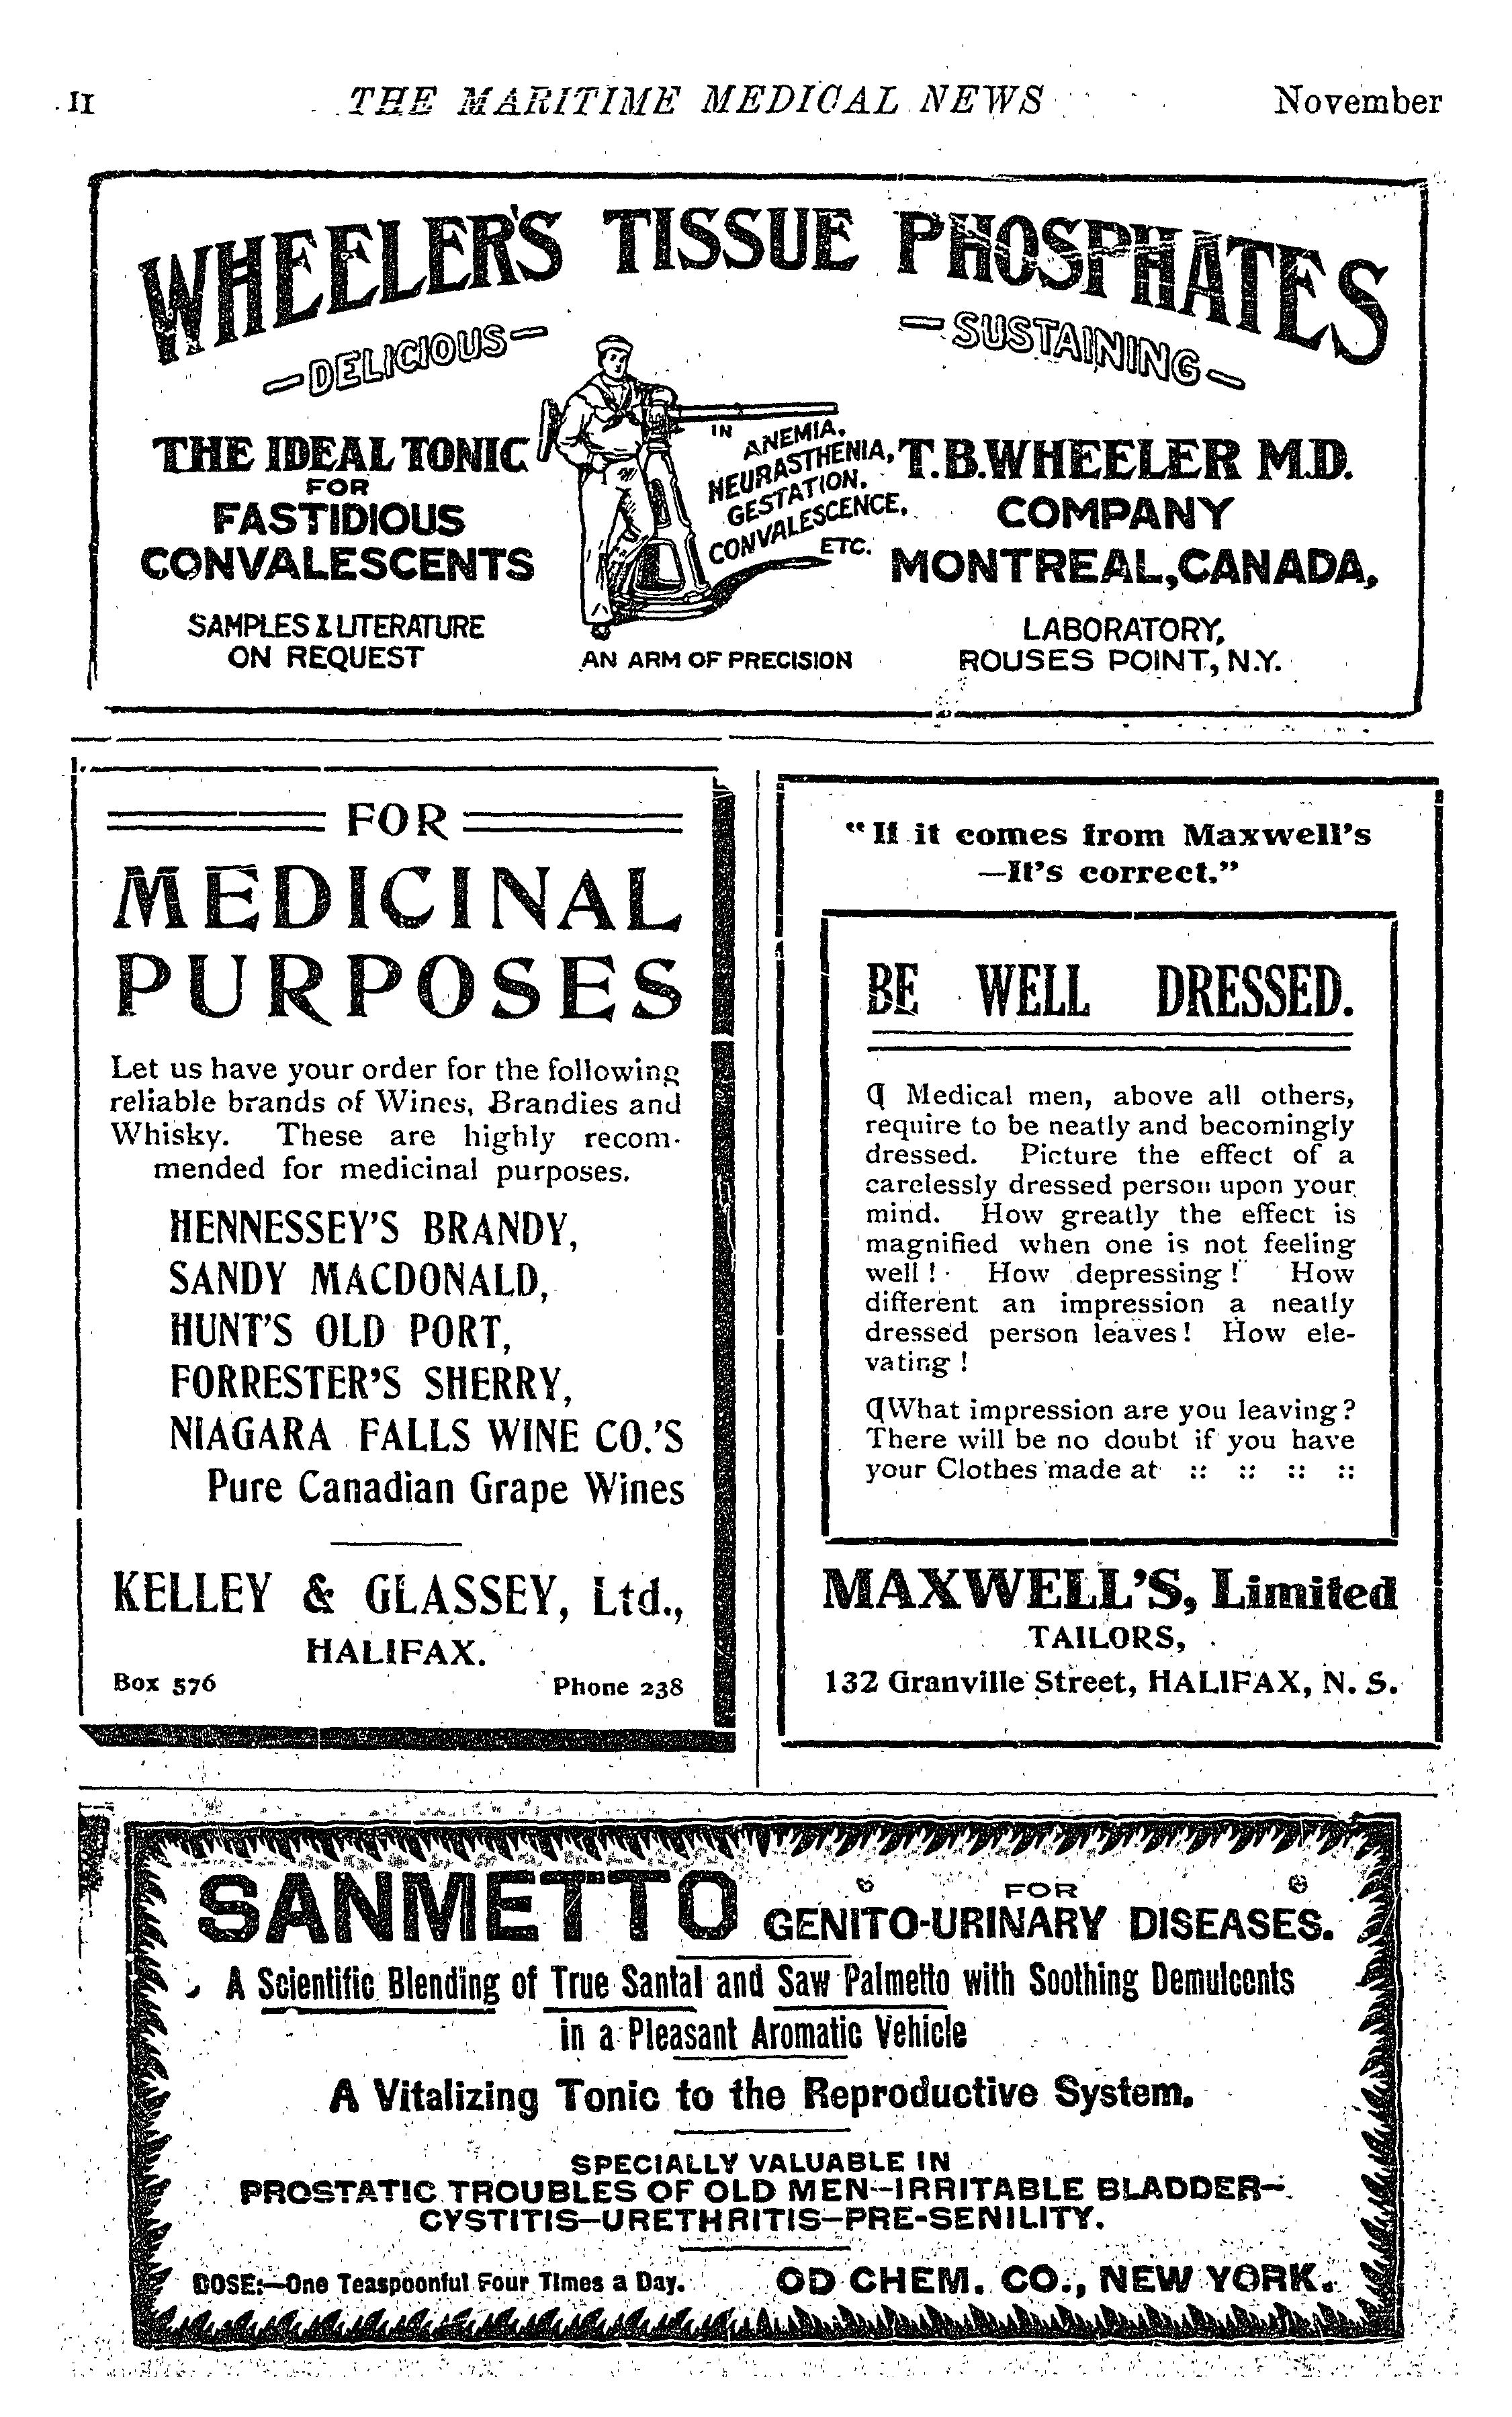 II THE MARITIME MEDICAL NEWS November
WHEELER'S TISSUE PHOSPHATES
—DELICIOUS—
—SUSTAINING—
THE IDEAL TONIC
FOR
FASTIDIOUS
CONVALESCENTS
SAMPLES & LITERATURE
ON REQUEST
IN ANEMIA,
NEURASTHENIA,
GESTATION,
CONVALESCENCE,
ETC.
AN ARM OF PRECISION
T.B.WHEELER M.D.
COMPANY
MONTREAL,CANADA,
LABORATORY,
ROUSES POINT, N.Y.
FOR
MEDICINAL
PURPOSES
Let us have your order for the following
reliable brands of Wines, Brandies and
Whisky. These are highly recom-
mended for medicinal purposes.
HENNESSEY'S BRANDY,
SANDY MACDONALD,
HUNT'S OLD PORT,
FORRESTER'S SHERRY,
NIAGARA FALLS WINE CO.'S
Pure Canadian Grape Wines
KELLEY & GLASSEY, Ltd.,
HALIFAX.
Box 576 Phone 238
"If it comes from Maxwell's
—It's correct."
BE WELL DRESSED.
¶ Medical men, above all others,
require to be neatly and becomingly
dressed. Picture the effect of a
carelessly dressed person upon your
mind. How greatly the effect is
magnified when one is not feeling
well! How depressing! How
different an impression a neatly
dressed person leaves! How ele-
vating!
¶What impression are you leaving?
There will be no doubt if you have
your Clothes made at :: :: :: ::
MAXWELL'S, Limited
TAILORS,
132 Granville Street, HALIFAX, N. S.
SANMETTO FOR GENITO-URINARY DISEASES.
A Scientific Blending of True Santal and Saw Palmetto with Soothing Demulcents
in a Pleasant Aromatic Vehicle
A Vitalizing Tonic to the Reproductive System.
SPECIALLY VALUABLE IN
PROSTATIC TROUBLES OF OLD MEN—IRRITABLE BLADDER—
CYSTITIS—URETHRITIS—PRE-SENILITY.
DOSE:—One Teaspoonful Four Times a Day. OD CHEM. CO., NEW YORK.